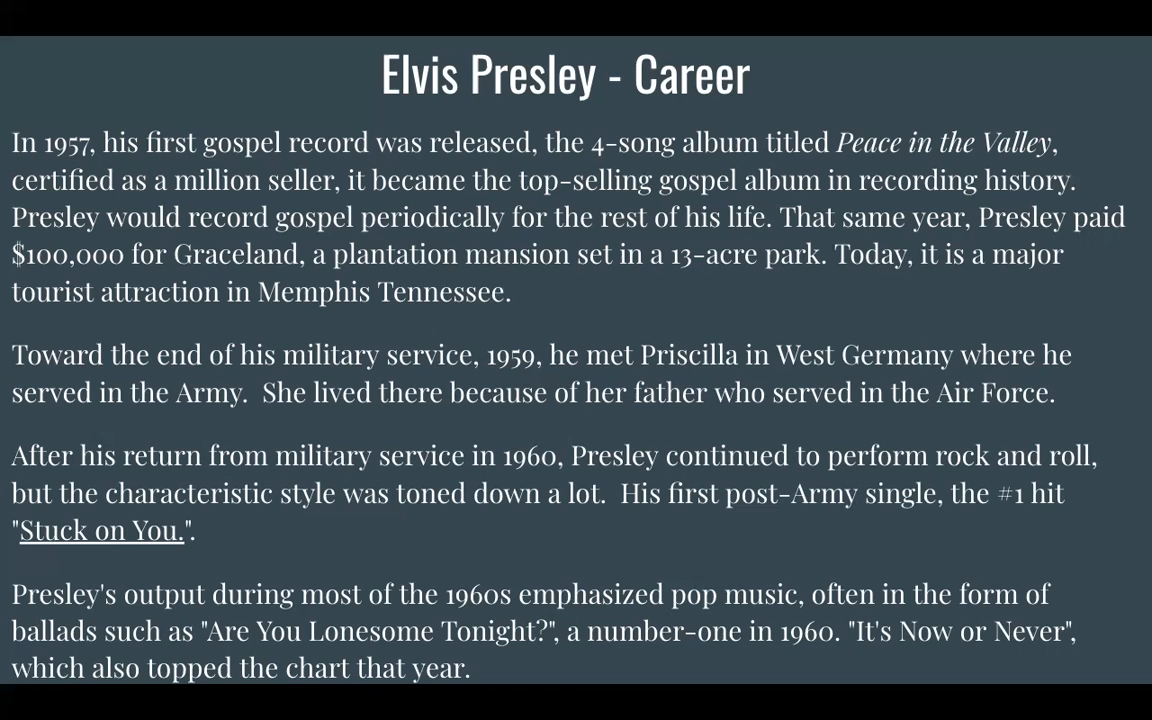 Elvis Presley - Career
In 1957, his first gospel record was released, the 4-song album titled Peace in the Valley,
certified as a million seller, it became the top-selling gospel album in recording history.
Presley would record gospel periodically for the rest of his life. That same year, Presley paid
$100,000 for Graceland, a plantation mansion set in a 13-acre park. Today, it is a major
tourist attraction in Memphis Tennessee.
Toward the end of his military service, 1959, he met Priscilla in West Germany where he
served in the Army.  She lived there because of her father who served in the Air Force.
After his return from military service in 1960, Presley continued to perform rock and roll,
but the characteristic style was toned down a lot.  His first post-Army single, the #1 hit
"Stuck on You.".
Presley's output during most of the 1960s emphasized pop music, often in the form of
ballads such as "Are You Lonesome Tonight?", a number-one in 1960. "It's Now or Never",
which also topped the chart that year.